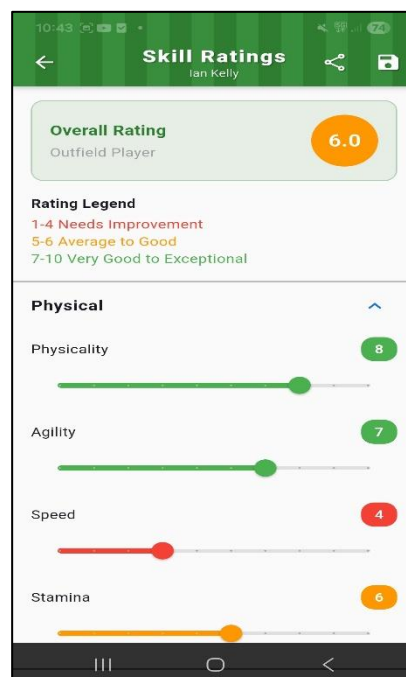 10:43
74
Skill Ratings
Ian Kelly
Overall Rating
Outfield Player
6.0
Rating Legend
1-4 Needs Improvement
5-6 Average to Good
7-10 Very Good to Exceptional
Physical
Physicality 8
Agility 7
Speed 4
Stamina 6